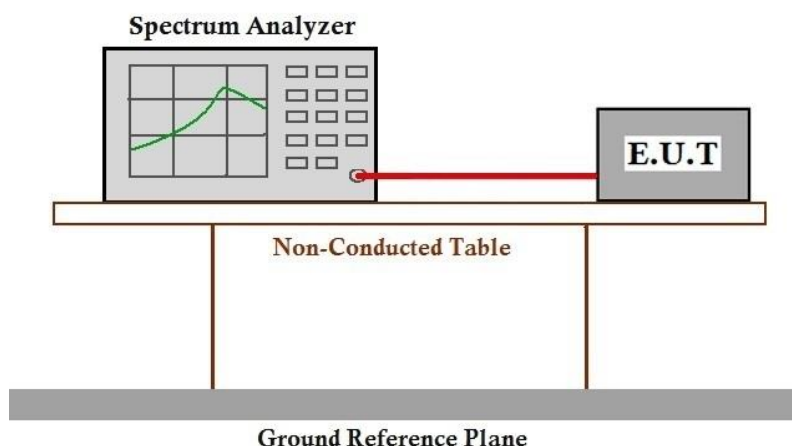 Spectrum Analyzer
E.U.T
Non-Conducted Table
Ground Reference Plane